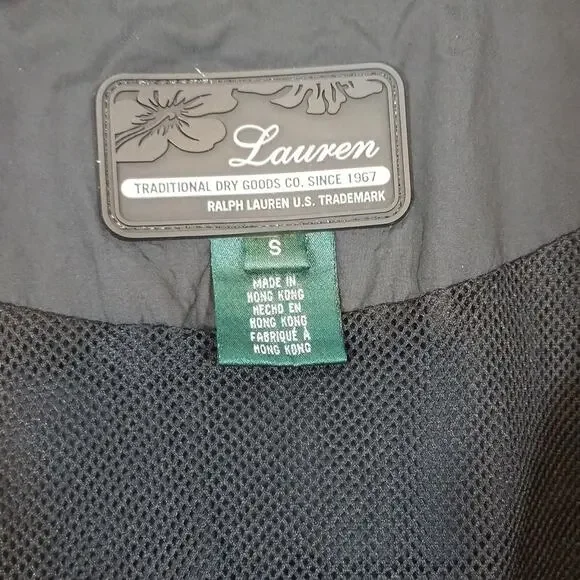 Lauren
TRADITIONAL DRY GOODS CO. SINCE 1967
RALPH LAUREN U.S. TRADEMARK
S
MADE IN
HONG KONG
HECHO EN
HONG KONG
FABRIQUÉ À
HONG KONG